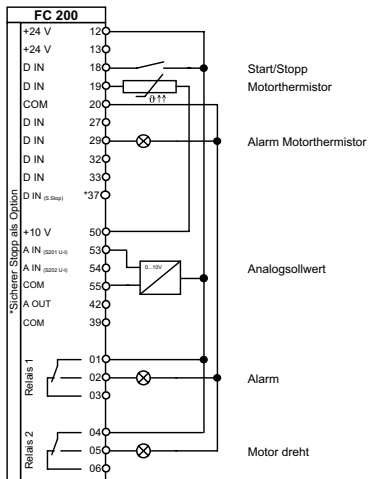 FC 200
+24 V 12
+24 V 13
D IN 18
Start/Stopp
D IN 19
Motorthermistor
ϑ↑↑
COM 20
D IN 27
D IN 29
Alarm Motorthermistor
D IN 32
D IN 33
D IN (S.Stop) *37
*Sicherer Stopp als Option
+10 V 50
A IN (S201 U-I) 53
A IN (S202 U-I) 54
0...10V
Analogsollwert
COM 55
A OUT 42
COM 39
Relais 1
01
02
Alarm
03
Relais 2
04
05
Motor dreht
06